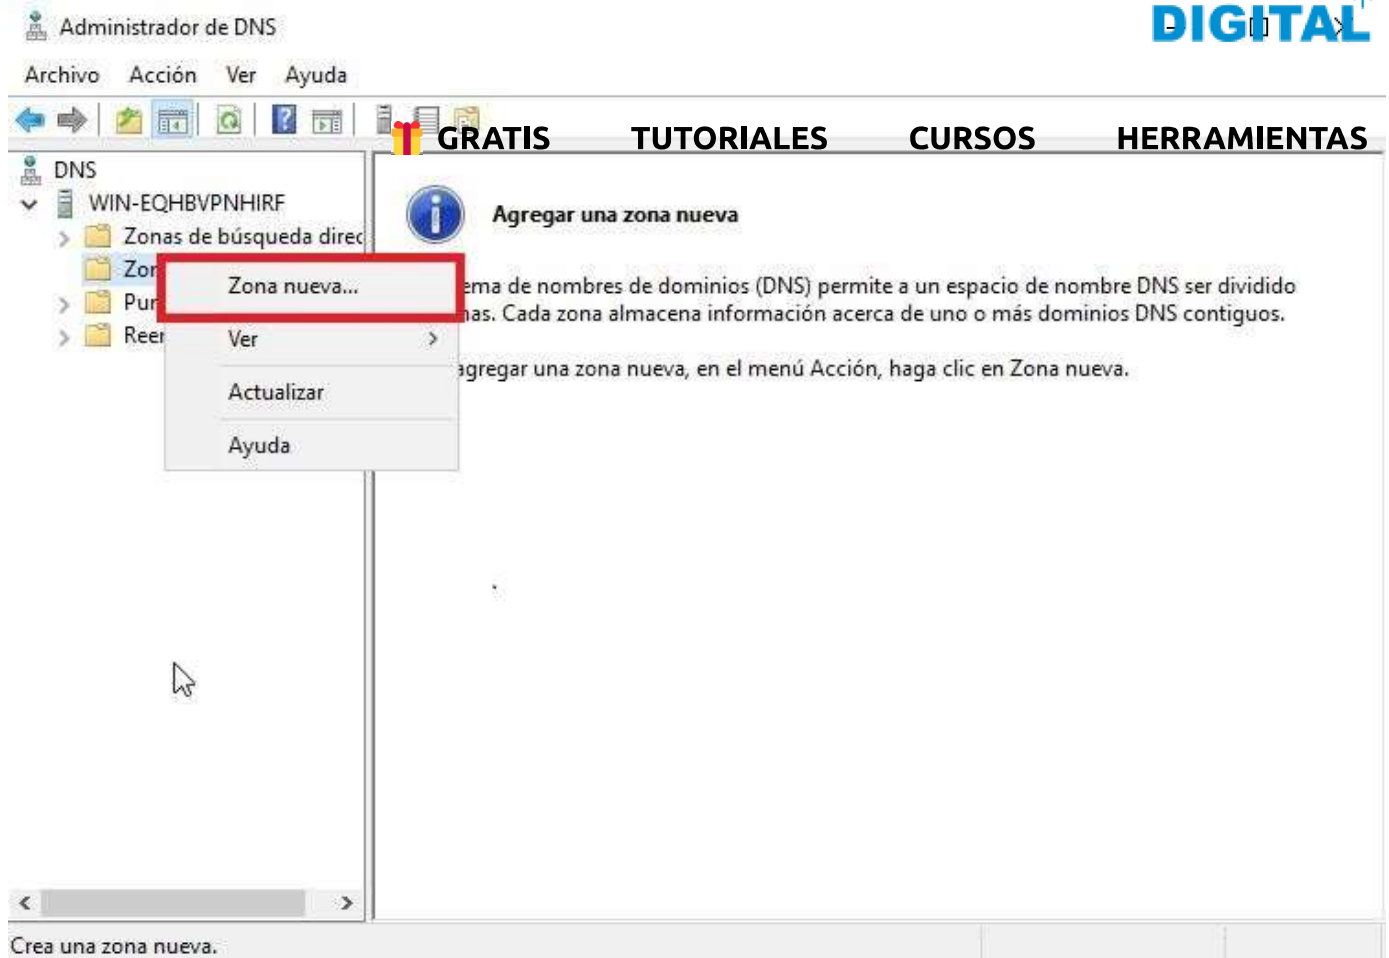 Administrador de DNS
DIGITAL
Archivo Acción Ver Ayuda
GRATIS TUTORIALES CURSOS HERRAMIENTAS
DNS
WIN-EQHBVPNHIRF
Zonas de búsqueda direc
Zor
Pur
Reer
Zona nueva...
Ver
Actualizar
Ayuda
Agregar una zona nueva
ema de nombres de dominios (DNS) permite a un espacio de nombre DNS ser dividido
nas. Cada zona almacena información acerca de uno o más dominios DNS contiguos.
agregar una zona nueva, en el menú Acción, haga clic en Zona nueva.
Crea una zona nueva.